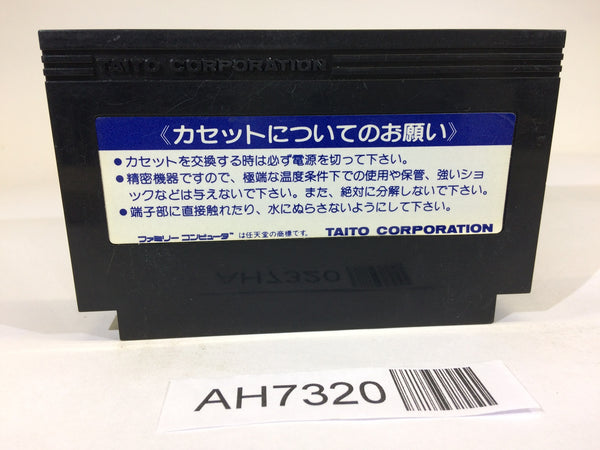 TAITO CORPORATION
《カセットについてのお願い》
●カセットを交換する時は必ず電源を切って下さい。
●精密機器ですので、極端な温度条件下での使用や保管、強いショ
ックなどは与えないで下さい。また、絶対に分解しないで下さい。
●端子部に直接触れたり、水にぬらさないようにして下さい。
ファミリー コンピュータ™ は任天堂の商標です。 TAITO CORPORATION
AH7320
AH7320